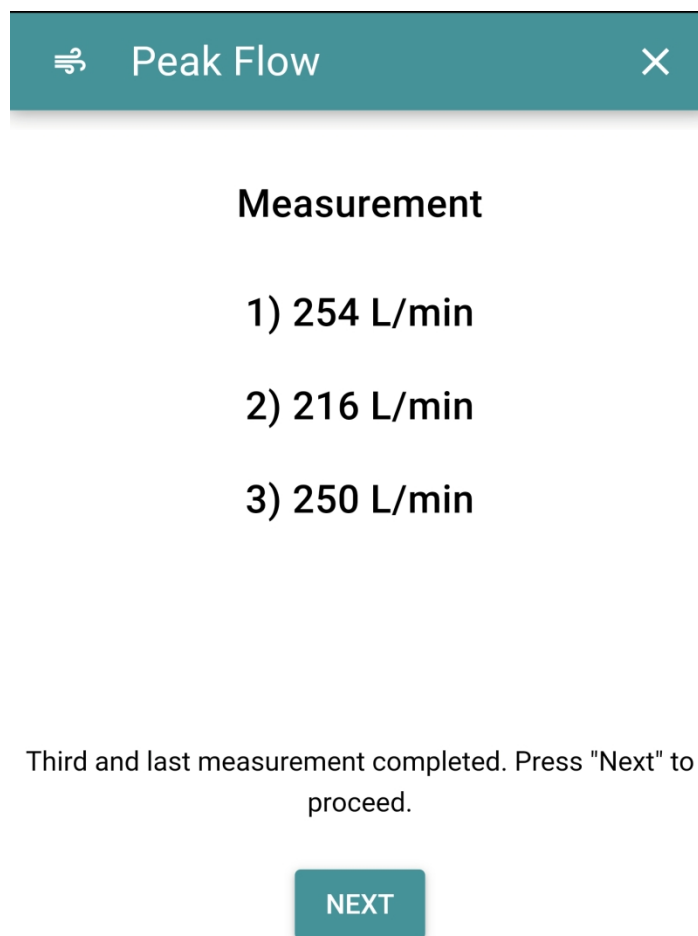 Peak Flow
Measurement
1) 254 L/min
2) 216 L/min
3) 250 L/min
Third and last measurement completed. Press "Next" to
proceed.
NEXT